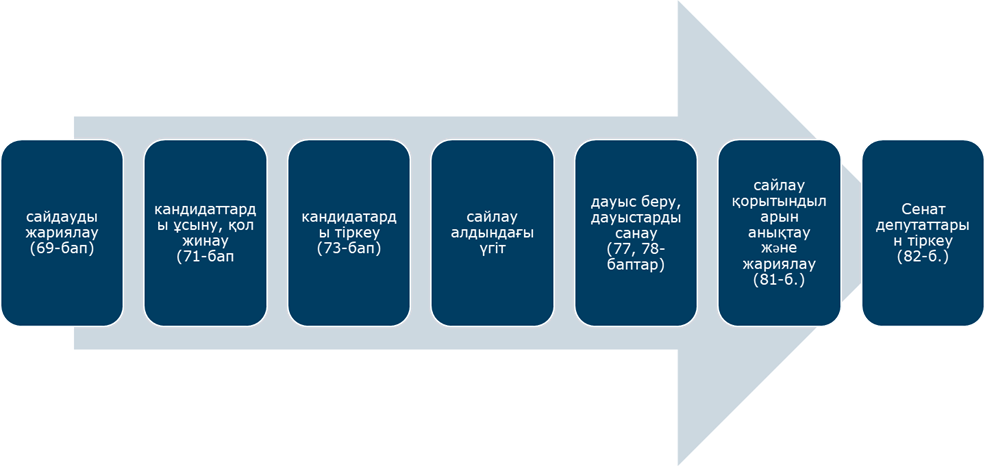 сайдауды
жариялау
(69-бап)
кандидаттард
ы ұсыну, қол
жинау
(71-бап
кандидатард
ы тіркеу
(73-бап)
сайлау
алдындағы
үгіт
дауыс беру,
дауыстарды
санау
(77, 78-
баптар)
сайлау
қорытындыл
арын
анықтау
және
жариялау
(81-б.)
Сенат
депутаттары
н тіркеу
(82-б.)